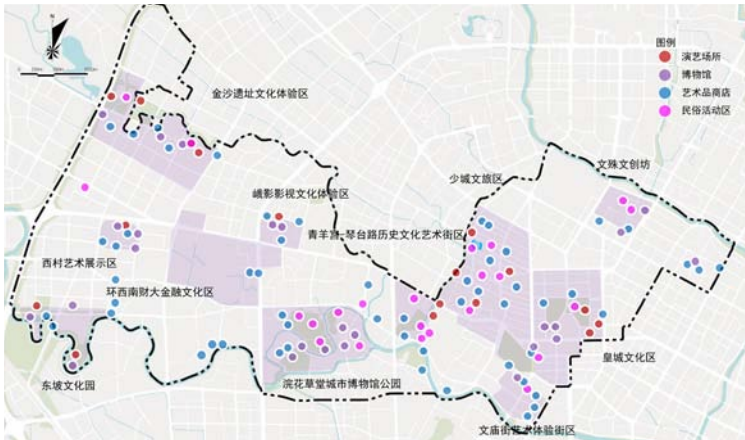 图例
演艺场所
博物馆
艺术品商店
民俗活动区
金沙遗址文化体验区
文殊文创坊
少城文旅区
峨影影视文化体验区
青羊宫-琴台路历史文化艺术街区
西村艺术展示区
环西南财大金融文化区
皇城文化区
东坡文化园
浣花草堂城市博物馆公园
文庙街艺术体验街区